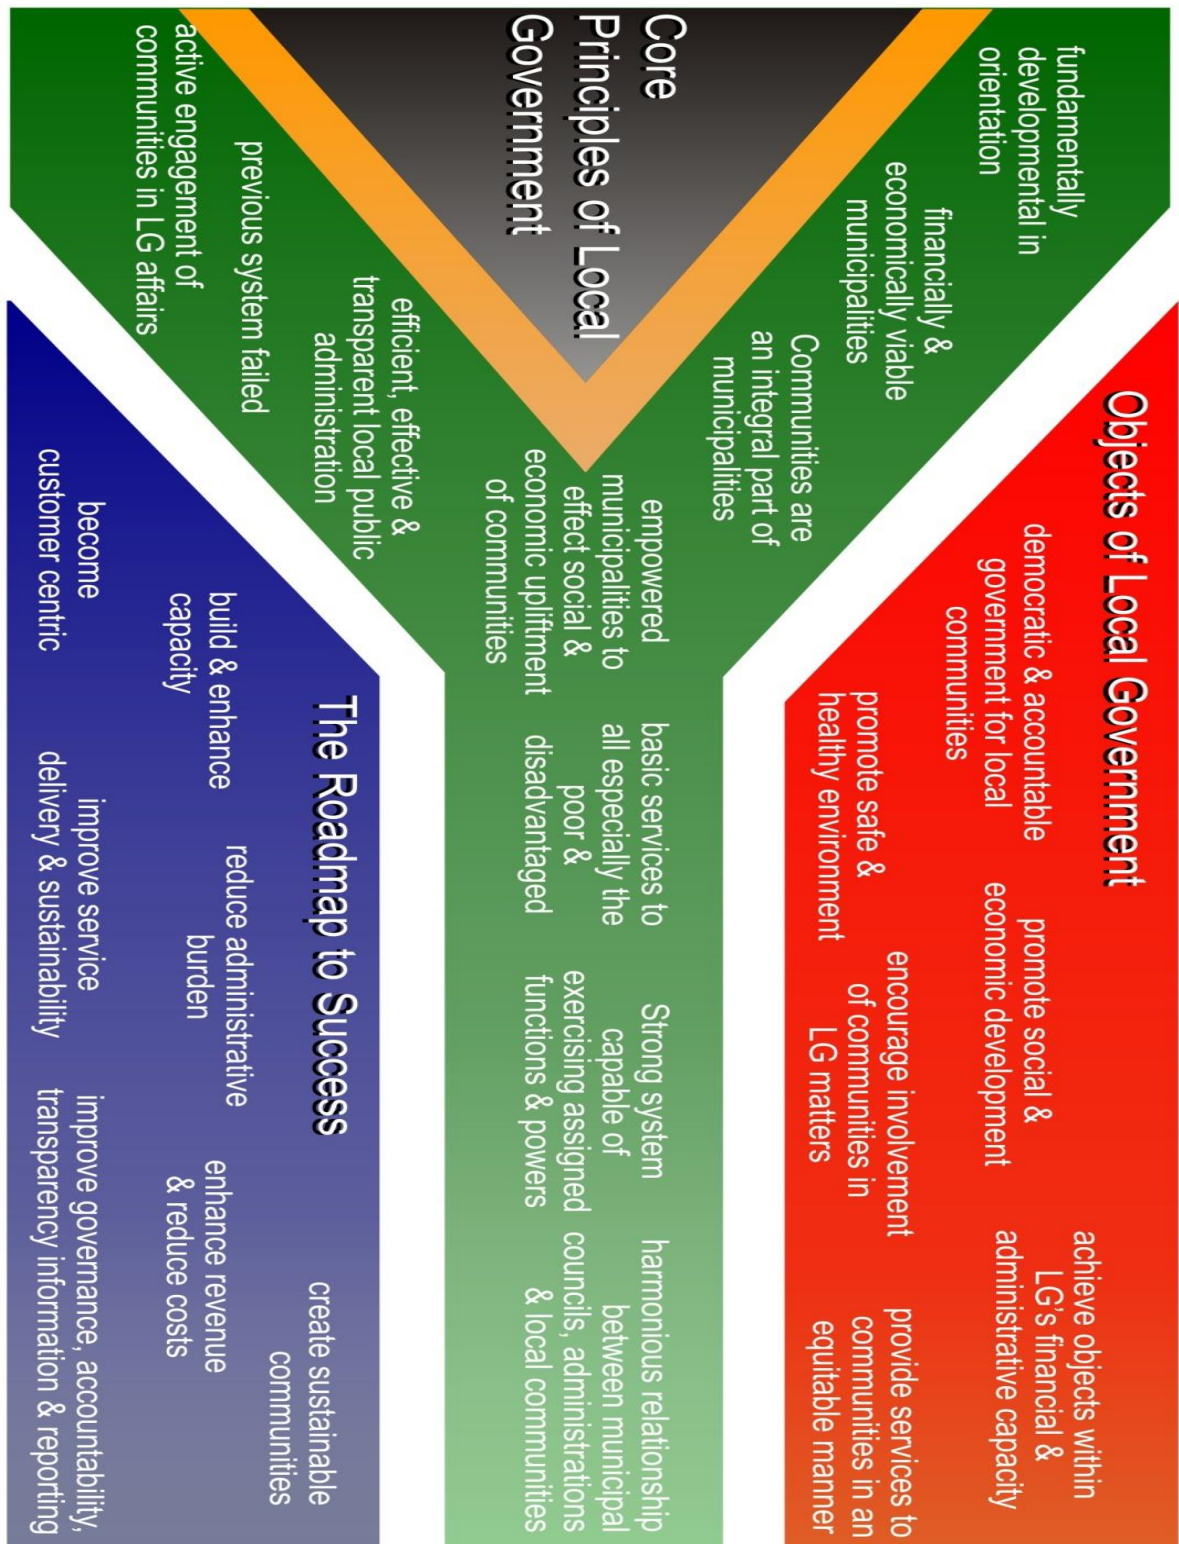 Core
Principles of Local
Government
Objects of Local Government
democratic & accountable
government for local
communities
promote social &
economic development
achieve objects within
LG's financial &
administrative capacity
promote safe &
healthy environment
encourage involvement
of communities in
LG matters
provide services to
communities in an
equitable manner
fundamentally
developmental in
orientation
financially &
economically viable
municipalities
Communities are
an integral part of
municipalities
empowered
municipalities to
effect social &
economic upliftment
of communities
basic services to
all especially the
poor &
disadvantaged
Strong system
capable of
exercising assigned
functions & powers
harmonious relationship
between municipal
councils, administrations
& local communities
efficient, effective &
transparent local public
administration
previous system failed
active engagement of
communities in LG affairs
The Roadmap to Success
create sustainable
communities
build & enhance
capacity
reduce administrative
burden
enhance revenue
& reduce costs
become
customer centric
improve service
delivery & sustainability
improve governance, accountability,
transparency information & reporting